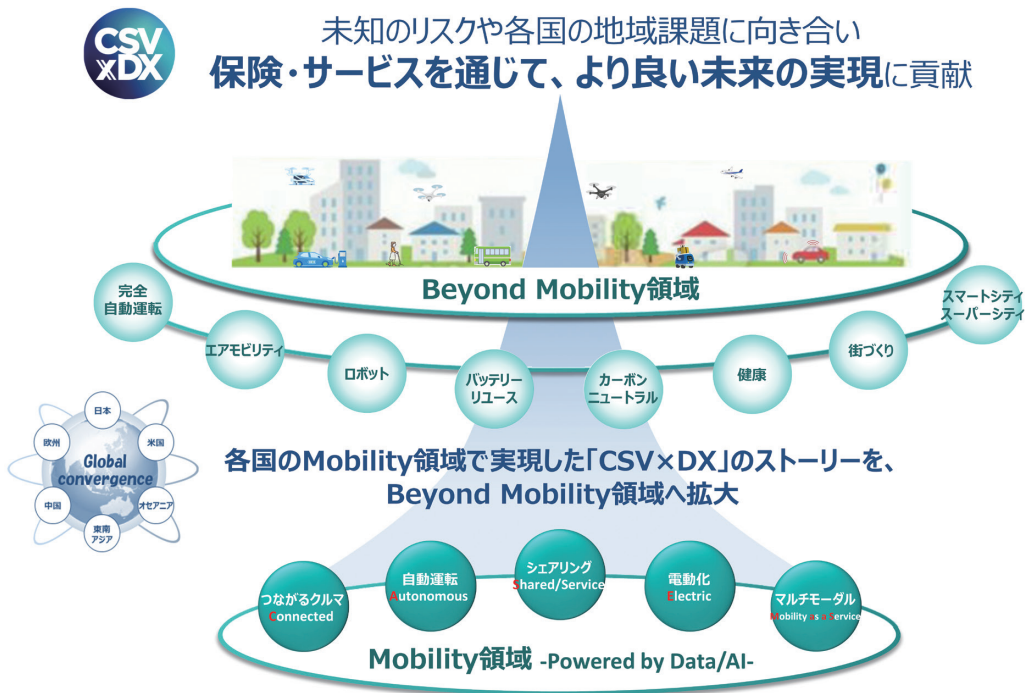 CSV
×DX
未知のリスクや各国の地域課題に向き合い
保険・サービスを通じて、より良い未来の実現に貢献
Beyond Mobility領域
完全
自動運転
エアモビリティ
ロボット
バッテリー
リユース
カーボン
ニュートラル
健康
街づくり
スマートシティ
スーパーシティ
日本
欧州
米国
Global
convergence
中国
オセアニア
東南
アジア
各国のMobility領域で実現した「CSV×DX」のストーリーを、
Beyond Mobility領域へ拡大
つながるクルマ
Connected
自動運転
Autonomous
シェアリング
Shared/Service
電動化
Electric
マルチモーダル
Mobility as a Service
Mobility領域 -Powered by Data/AI-